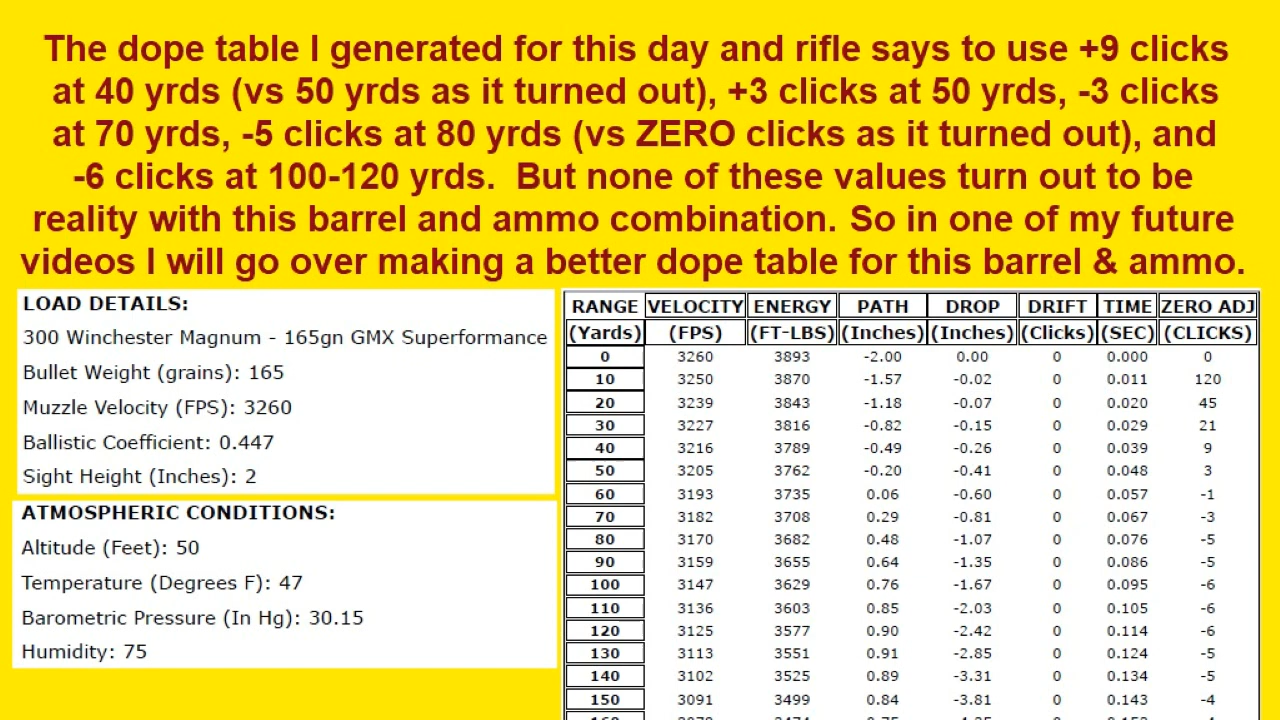 The dope table I generated for this day and rifle says to use +9 clicks
at 40 yrds (vs 50 yrds as it turned out), +3 clicks at 50 yrds, -3 clicks
at 70 yrds, -5 clicks at 80 yrds (vs ZERO clicks as it turned out), and
-6 clicks at 100-120 yrds. But none of these values turn out to be
reality with this barrel and ammo combination. So in one of my future
videos I will go over making a better dope table for this barrel & ammo.
LOAD DETAILS:
300 Winchester Magnum - 165gn GMX Superformance
Bullet Weight (grains): 165
Muzzle Velocity (FPS): 3260
Ballistic Coefficient: 0.447
Sight Height (Inches): 2
ATMOSPHERIC CONDITIONS:
Altitude (Feet): 50
Temperature (Degrees F): 47
Barometric Pressure (In Hg): 30.15
Humidity: 75
RANGE VELOCITY ENERGY PATH DROP DRIFT TIME ZERO ADJ
(Yards) (FPS) (FT-LBS) (Inches) (Inches) (Clicks) (SEC) (CLICKS)
0 3260 3893 -2.00 0.00 0 0.000 0
10 3250 3870 -1.57 -0.02 0 0.011 120
20 3239 3843 -1.18 -0.07 0 0.020 45
30 3227 3816 -0.82 -0.15 0 0.029 21
40 3216 3789 -0.49 -0.26 0 0.039 9
50 3205 3762 -0.20 -0.41 0 0.048 3
60 3193 3735 0.06 -0.60 0 0.057 -1
70 3182 3708 0.29 -0.81 0 0.067 -3
80 3170 3682 0.48 -1.07 0 0.076 -5
90 3159 3655 0.64 -1.35 0 0.086 -5
100 3147 3629 0.76 -1.67 0 0.095 -6
110 3136 3603 0.85 -2.03 0 0.105 -6
120 3125 3577 0.90 -2.42 0 0.114 -6
130 3113 3551 0.91 -2.85 0 0.124 -5
140 3102 3525 0.89 -3.31 0 0.134 -5
150 3091 3499 0.84 -3.81 0 0.143 -4